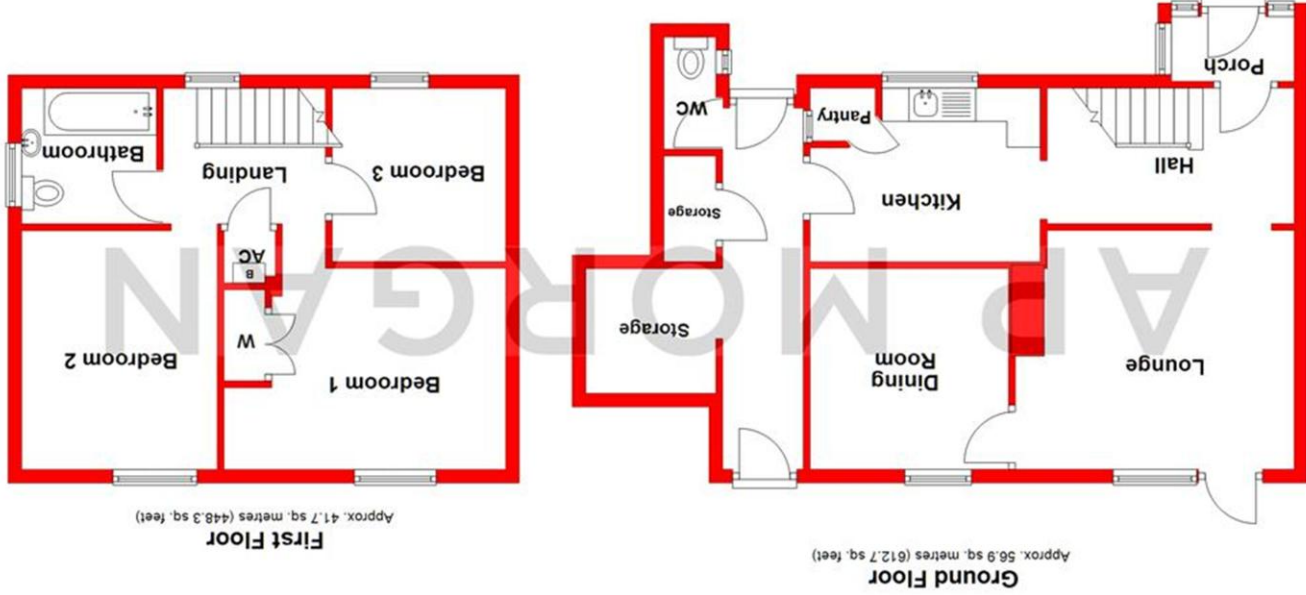 Ground Floor
Approx. 56.9 sq. metres (612.7 sq. feet)
Lounge
Dining
Room
Storage
Storage
Kitchen
Hall
Pantry
WC
Porch
First Floor
Approx. 41.7 sq. metres (448.3 sq. feet)
Bedroom 1
Bedroom 2
W
B
AC
Bedroom 3
Landing
Bathroom
AP MORGAN